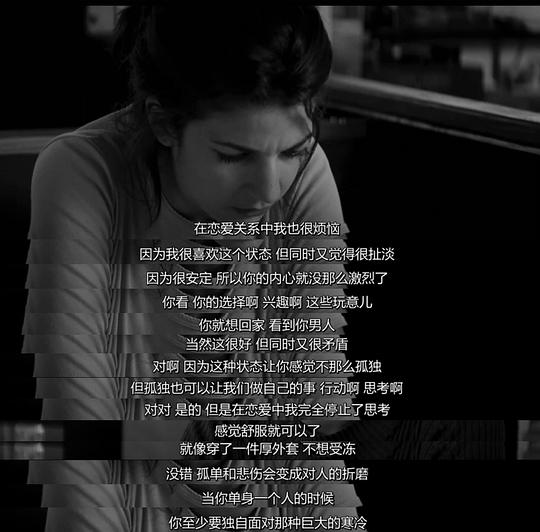 在恋爱关系中我也很烦恼
因为我很喜欢这个状态 但同时又觉得很扯淡
因为很安定 所以你的内心就没那么激烈了
你看 你的选择啊 兴趣啊 这些玩意儿
你就想回家 看到你男人
当然这很好 但同时又很矛盾
对啊 因为这种状态让你感觉不那么孤独
但孤独也可以让我们做自己的事 行动啊 思考啊
对对 是的 但是在恋爱中我完全停止了思考
感觉舒服就可以了
就像穿了一件厚外套 不想受冻
没错 孤单和悲伤会变成对人的折磨
当你单身一个人的时候
你至少要独自面对那种巨大的寒冷